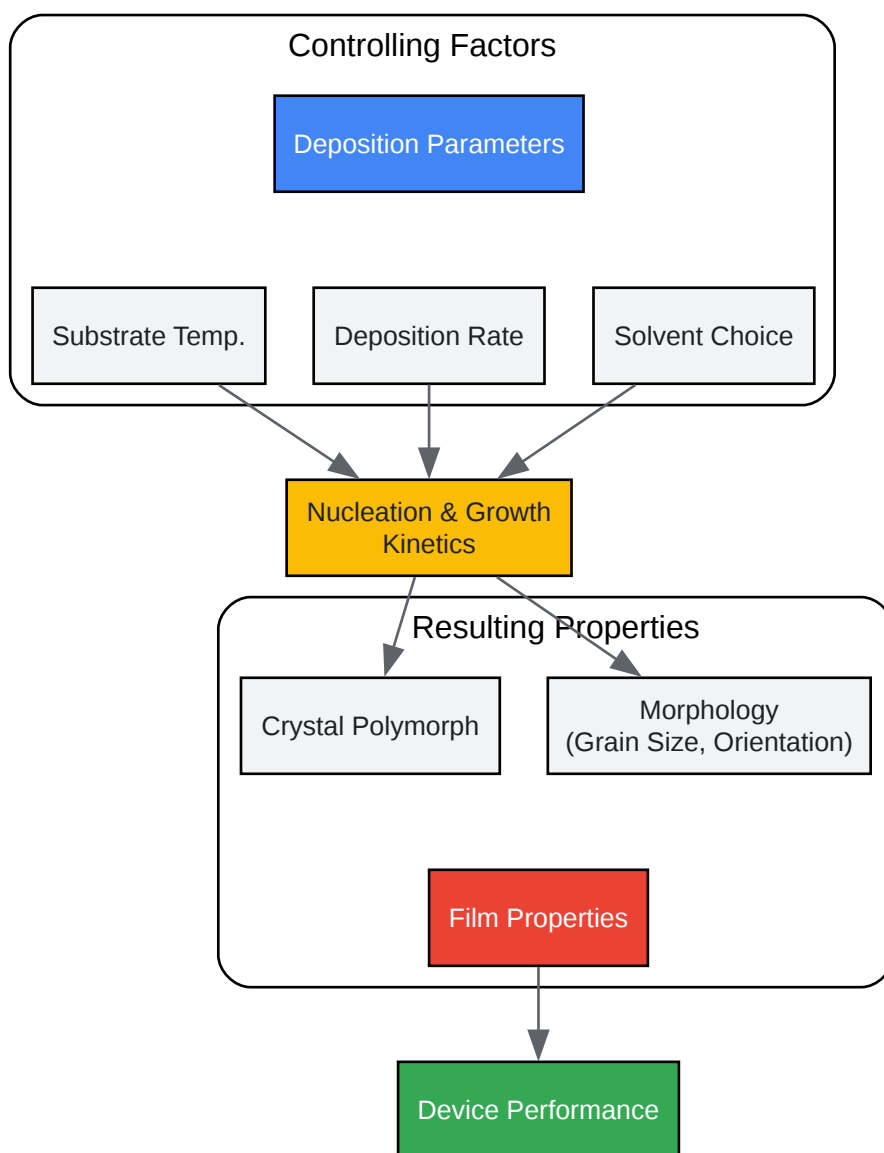 Controlling Factors
Deposition Parameters
Substrate Temp.
Deposition Rate
Solvent Choice
Nucleation & Growth
Kinetics
Resulting Properties
Crystal Polymorph
Morphology
(Grain Size, Orientation)
Film Properties
Device Performance